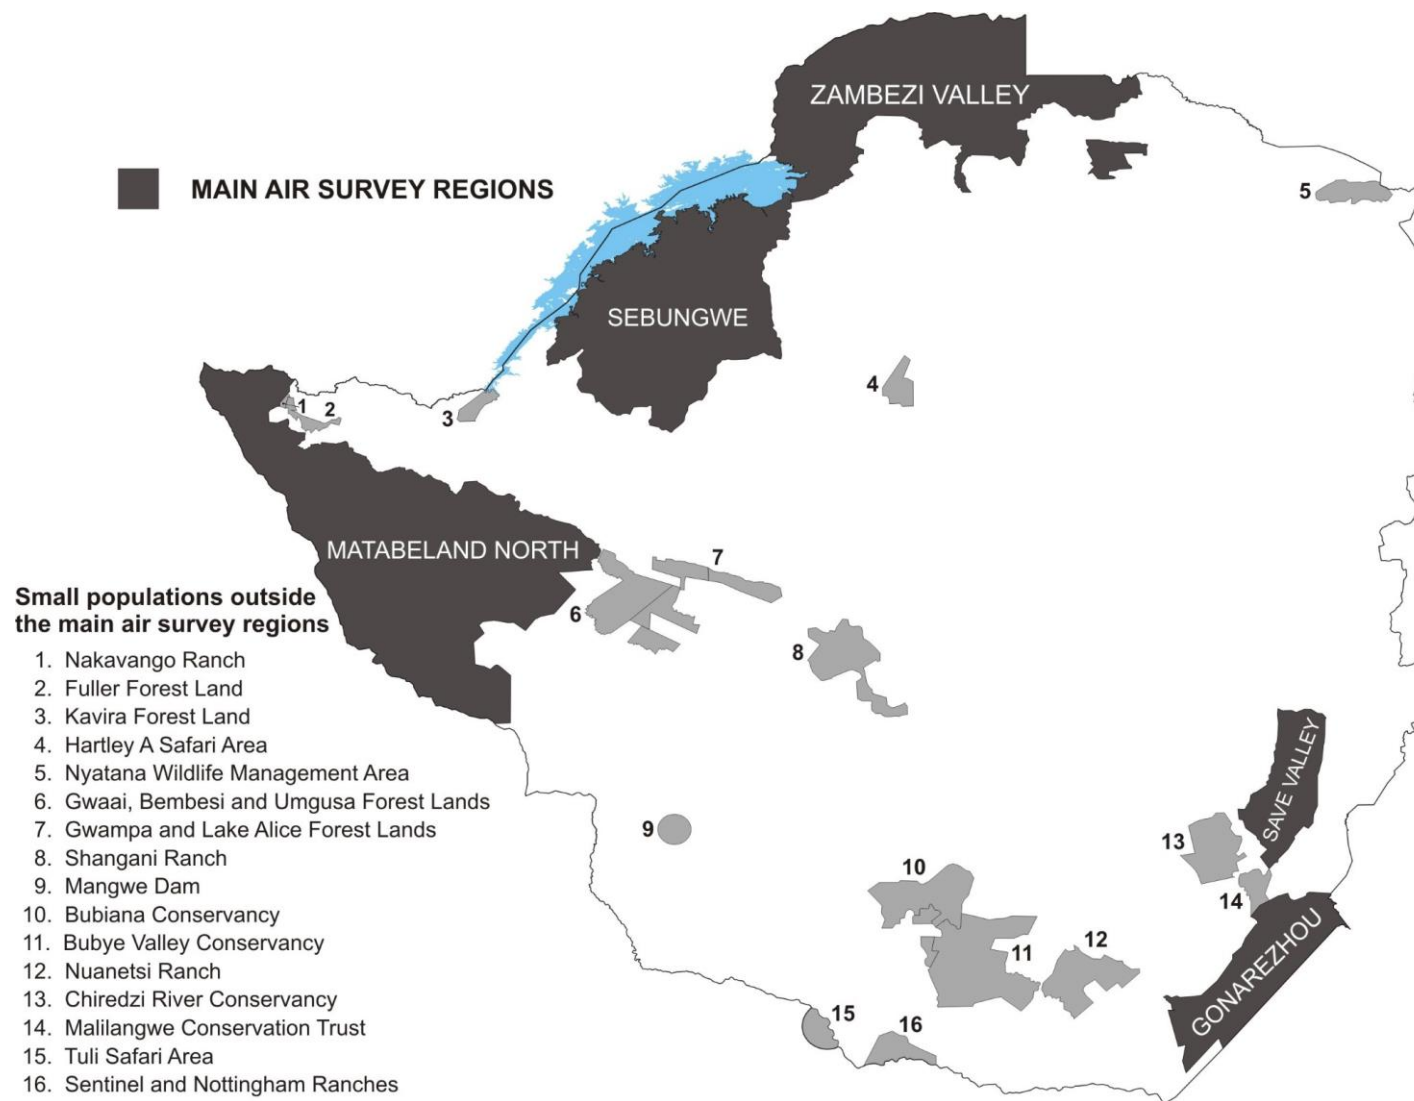 ZAMBEZI VALLEY
MAIN AIR SURVEY REGIONS
5
SEBUNGWE
4
1
2
3
MATABELAND NORTH
7
6
8
Small populations outside
the main air survey regions
1. Nakavango Ranch
2. Fuller Forest Land
3. Kavira Forest Land
4. Hartley A Safari Area
5. Nyatana Wildlife Management Area
6. Gwaai, Bembesi and Umgusa Forest Lands
7. Gwampa and Lake Alice Forest Lands
8. Shangani Ranch
9. Mangwe Dam
10. Bubiana Conservancy
11. Bubye Valley Conservancy
12. Nuanetsi Ranch
13. Chiredzi River Conservancy
14. Malilangwe Conservation Trust
15. Tuli Safari Area
16. Sentinel and Nottingham Ranches
SAVE VALLEY
9
13
10
14
GONAREZHOU
11
12
15
16